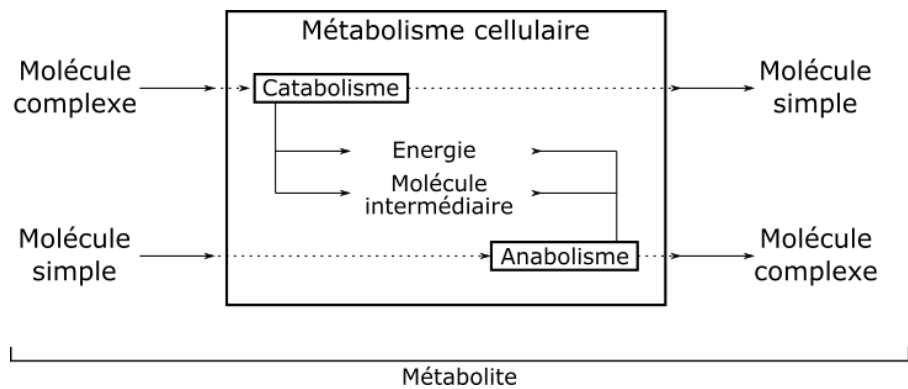 Métabolisme cellulaire
Molécule
complexe
Catabolisme
Molécule
simple
Energie
Molécule
intermédiaire
Molécule
simple
Anabolisme
Molécule
complexe
Métabolite